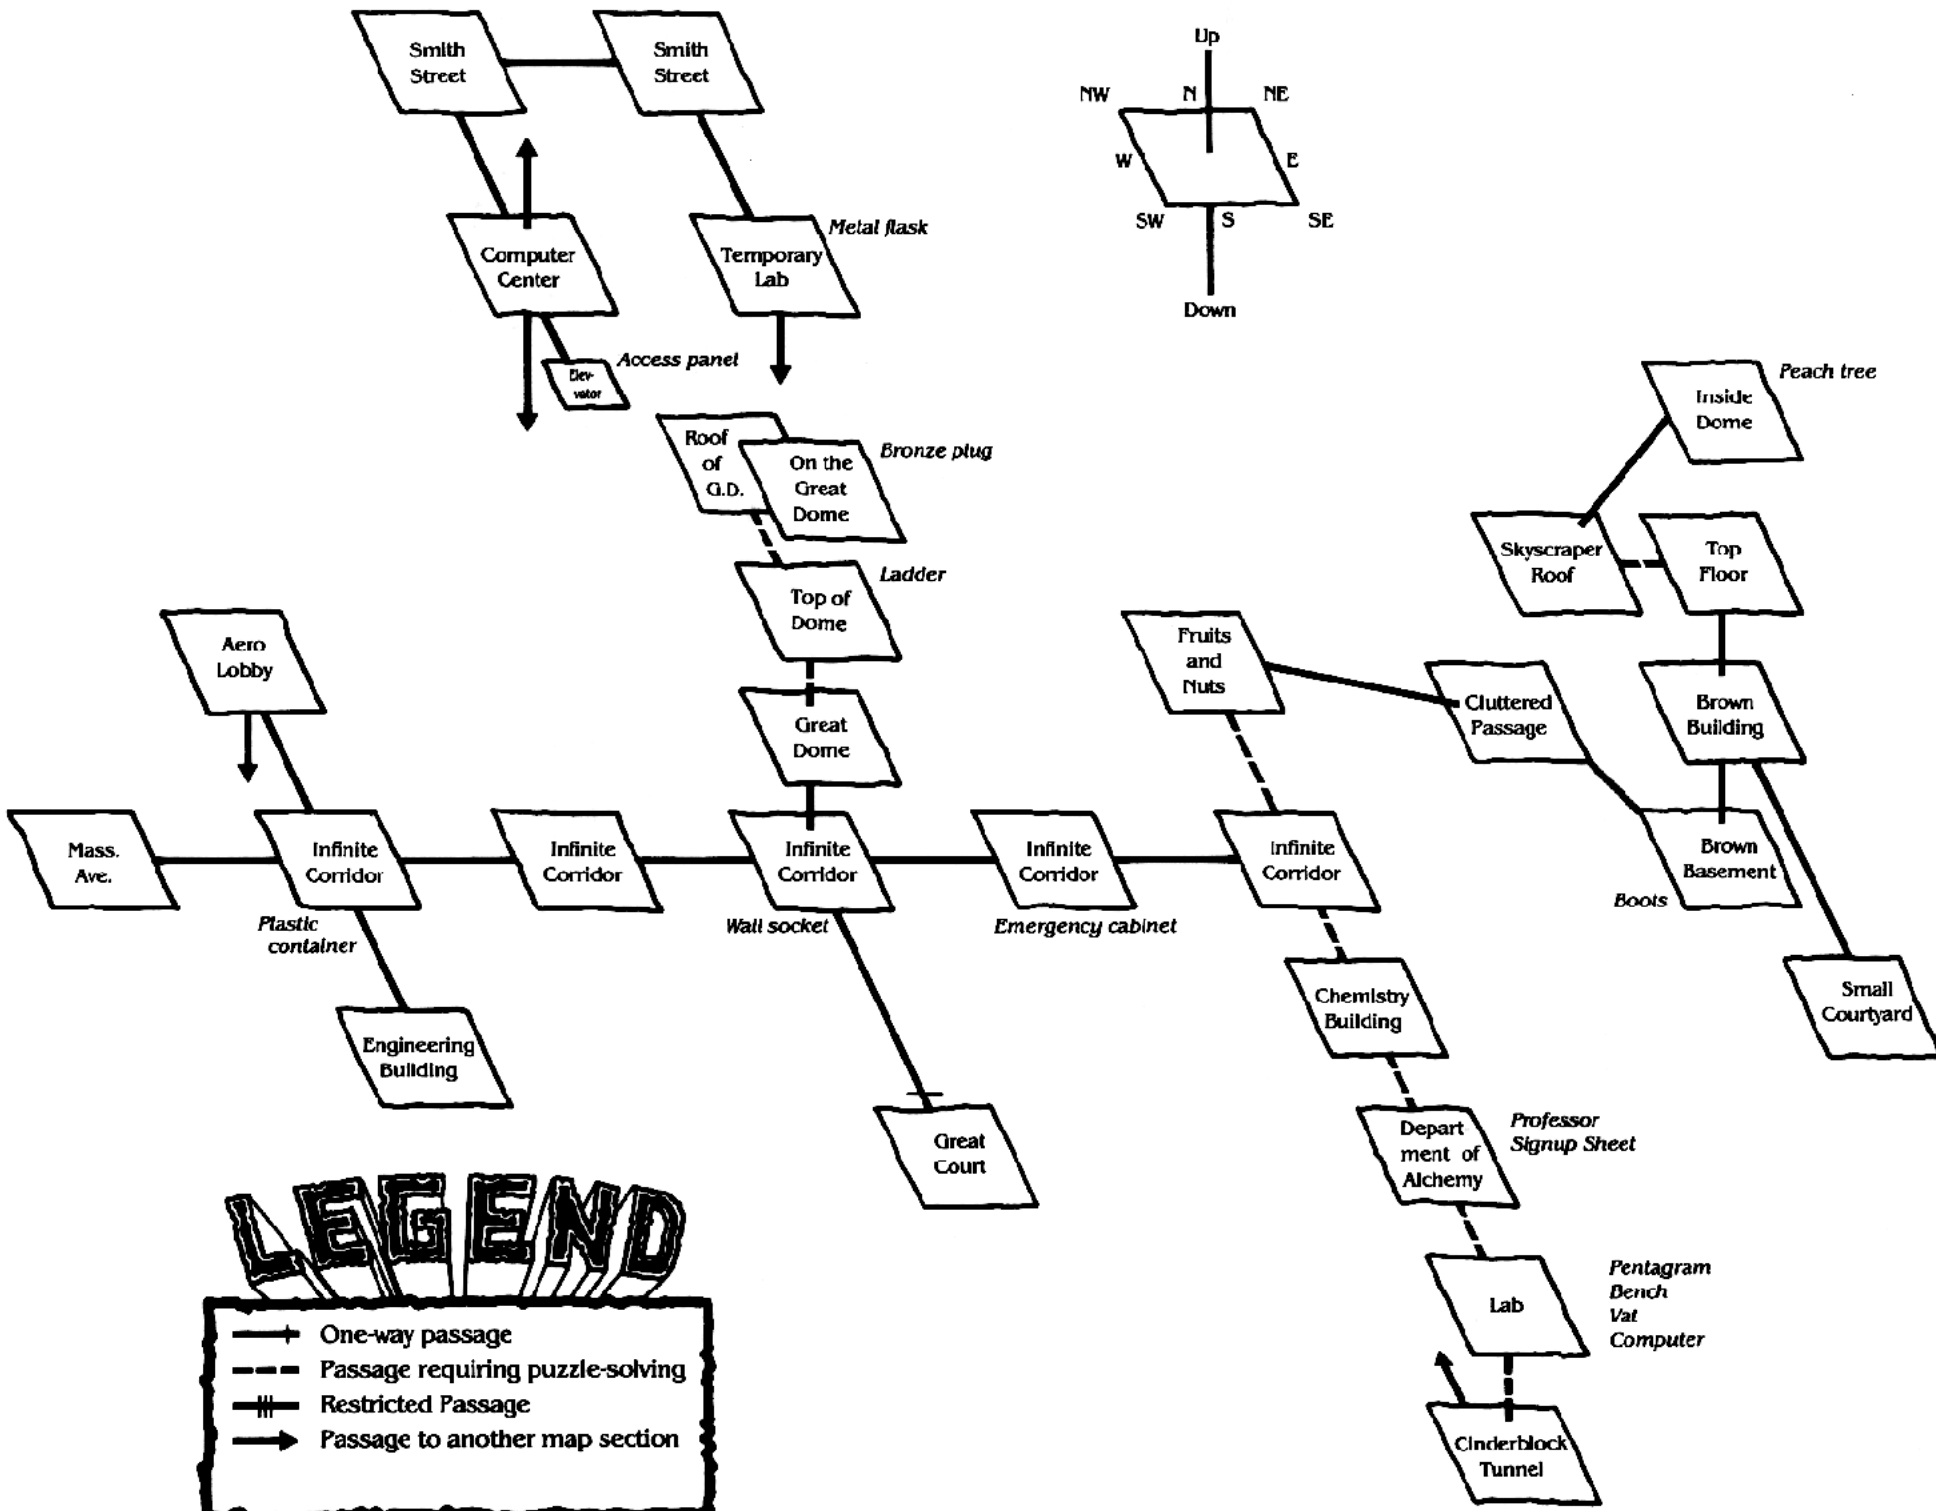 Smith
Street
Smith
Street
Up
NW
N
NE
W
E
SW
S
SE
Down
Computer
Center
Temporary
Lab
Metal flask
Elev-
vator
Access panel
Roof
of
G.D.
On the
Great
Dome
Bronze plug
Inside
Dome
Peach tree
Skyscraper
Roof
Top
Floor
Top of
Dome
Ladder
Aero
Lobby
Great
Dome
Fruits
and
Nuts
Cluttered
Passage
Brown
Building
Mass.
Ave.
Infinite
Corridor
Plastic
container
Infinite
Corridor
Infinite
Corridor
Wall socket
Infinite
Corridor
Emergency cabinet
Infinite
Corridor
Brown
Basement
Boots
Engineering
Building
Great
Court
Chemistry
Building
Small
Courtyard
Depart
ment of
Alchemy
Professor
Signup Sheet
Lab
Pentagram
Bench
Vat
Computer
Cinderblock
Tunnel
LEGEND
One-way passage
Passage requiring puzzle-solving
Restricted Passage
Passage to another map section